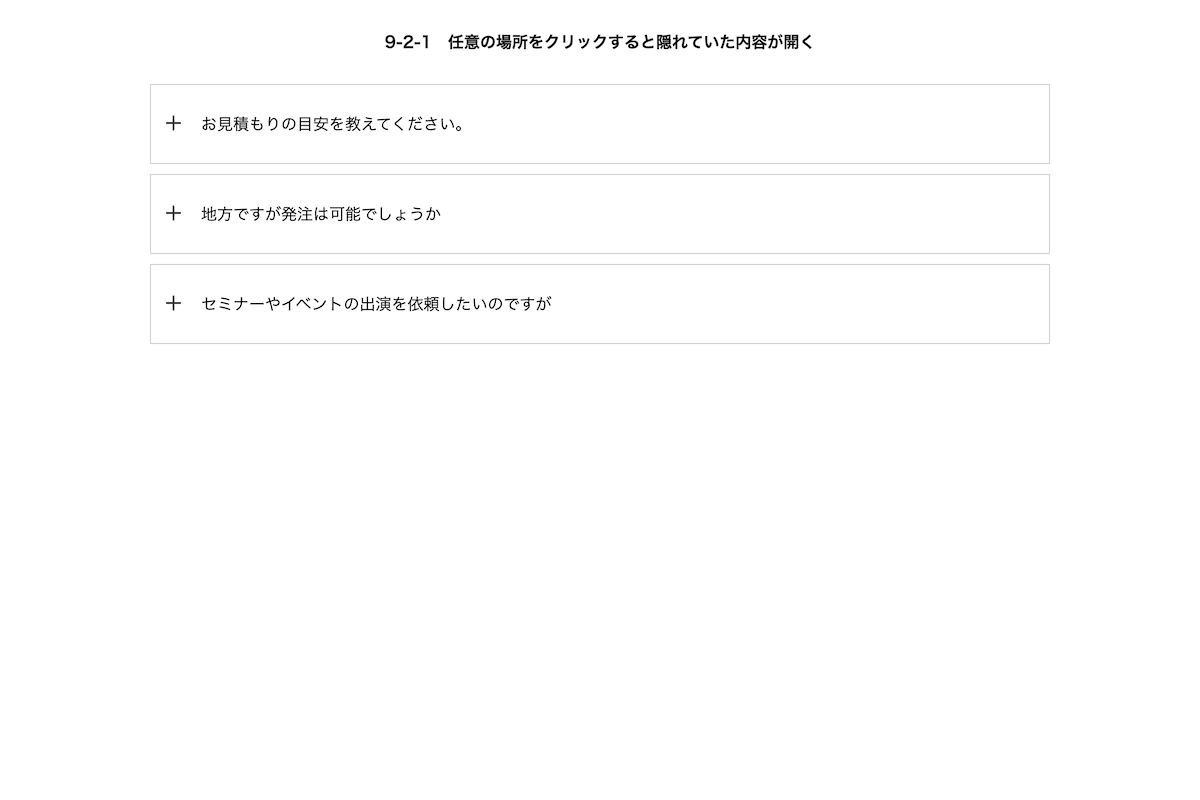 9-2-1　任意の場所をクリックすると隠れていた内容が開く
お見積もりの目安を教えてください。
地方ですが発注は可能でしょうか
セミナーやイベントの出演を依頼したいのですが